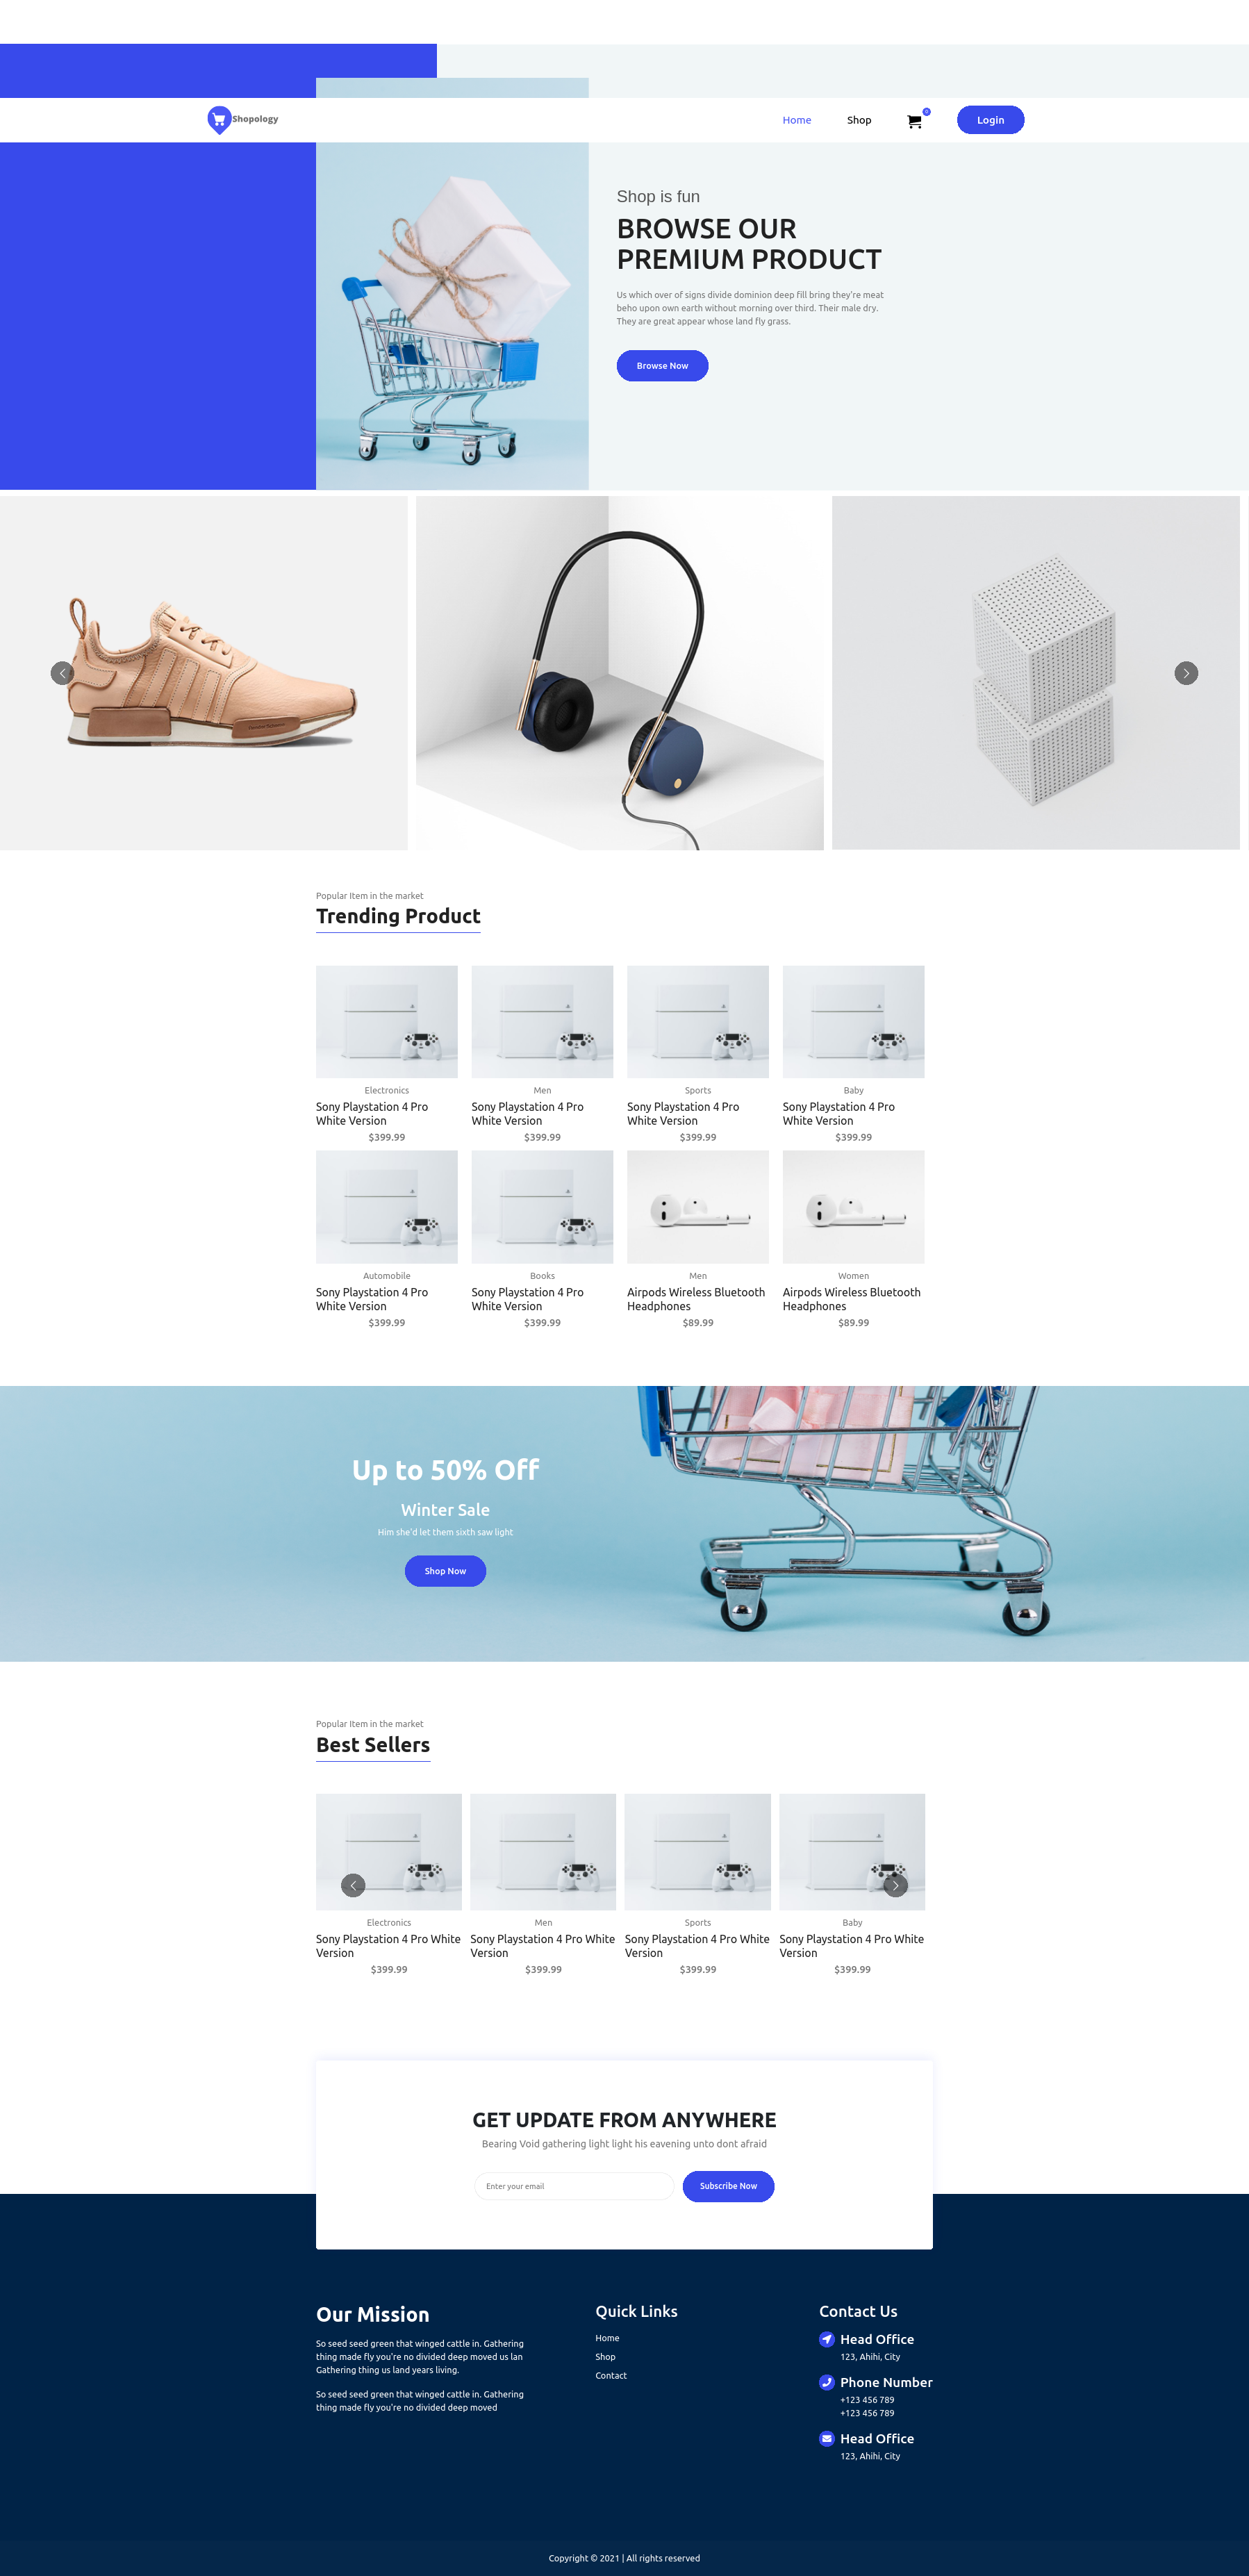 Shopology
Home
Shop
0
Login
Shop is fun
BROWSE OUR
PREMIUM PRODUCT
Us which over of signs divide dominion deep fill bring they're meat
beho upon own earth without morning over third. Their male dry.
They are great appear whose land fly grass.
Browse Now
Popular Item in the market
Trending Product
Electronics
Sony Playstation 4 Pro
White Version
$399.99
Men
Sony Playstation 4 Pro
White Version
$399.99
Sports
Sony Playstation 4 Pro
White Version
$399.99
Baby
Sony Playstation 4 Pro
White Version
$399.99
Automobile
Sony Playstation 4 Pro
White Version
$399.99
Books
Sony Playstation 4 Pro
White Version
$399.99
Men
Airpods Wireless Bluetooth
Headphones
$89.99
Women
Airpods Wireless Bluetooth
Headphones
$89.99
Up to 50% Off
Winter Sale
Him she'd let them sixth saw light
Shop Now
Popular Item in the market
Best Sellers
Electronics
Sony Playstation 4 Pro White
Version
$399.99
Men
Sony Playstation 4 Pro White
Version
$399.99
Sports
Sony Playstation 4 Pro White
Version
$399.99
Baby
Sony Playstation 4 Pro White
Version
$399.99
GET UPDATE FROM ANYWHERE
Bearing Void gathering light light his eavening unto dont afraid
Enter your email
Subscribe Now
Our Mission
So seed seed green that winged cattle in. Gathering
thing made fly you're no divided deep moved us lan
Gathering thing us land years living.
So seed seed green that winged cattle in. Gathering
thing made fly you're no divided deep moved
Quick Links
Home
Shop
Contact
Contact Us
Head Office
123, Ahihi, City
Phone Number
+123 456 789
+123 456 789
Head Office
123, Ahihi, City
Copyright © 2021 | All rights reserved